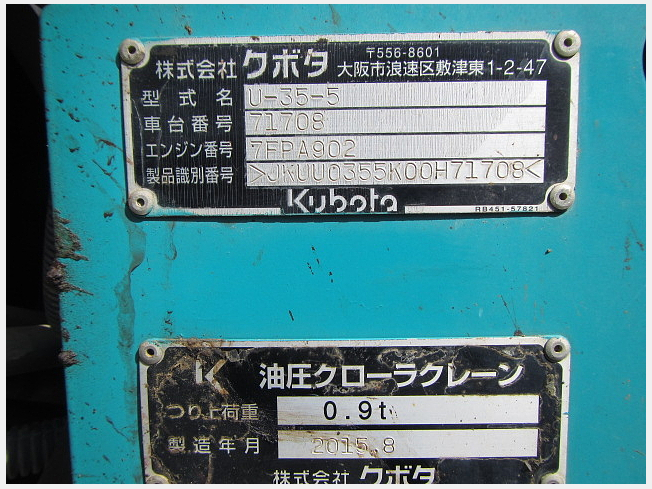 株式会社 クボタ
〒556-8601
大阪市浪速区敷津東1-2-47
型式名 U-35-5
車台番号 71708
エンジン番号 7FPA902
製品識別番号 >JKUU0355K00H71708<
Kubota
RB451-57821
油圧クローラクレーン
つり上荷重 0.9t
製造年月 2015.8
株式会社 クボタ